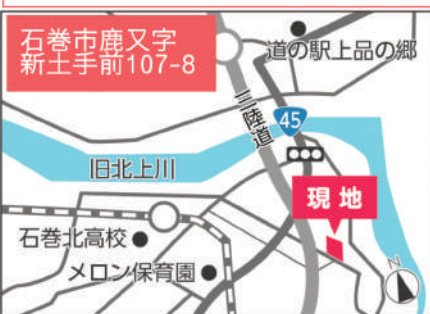 石巻市鹿又字
新土手前107-8
道の駅上品の郷
三陸道
45
旧北上川
現地
石巻北高校
メロン保育園
N